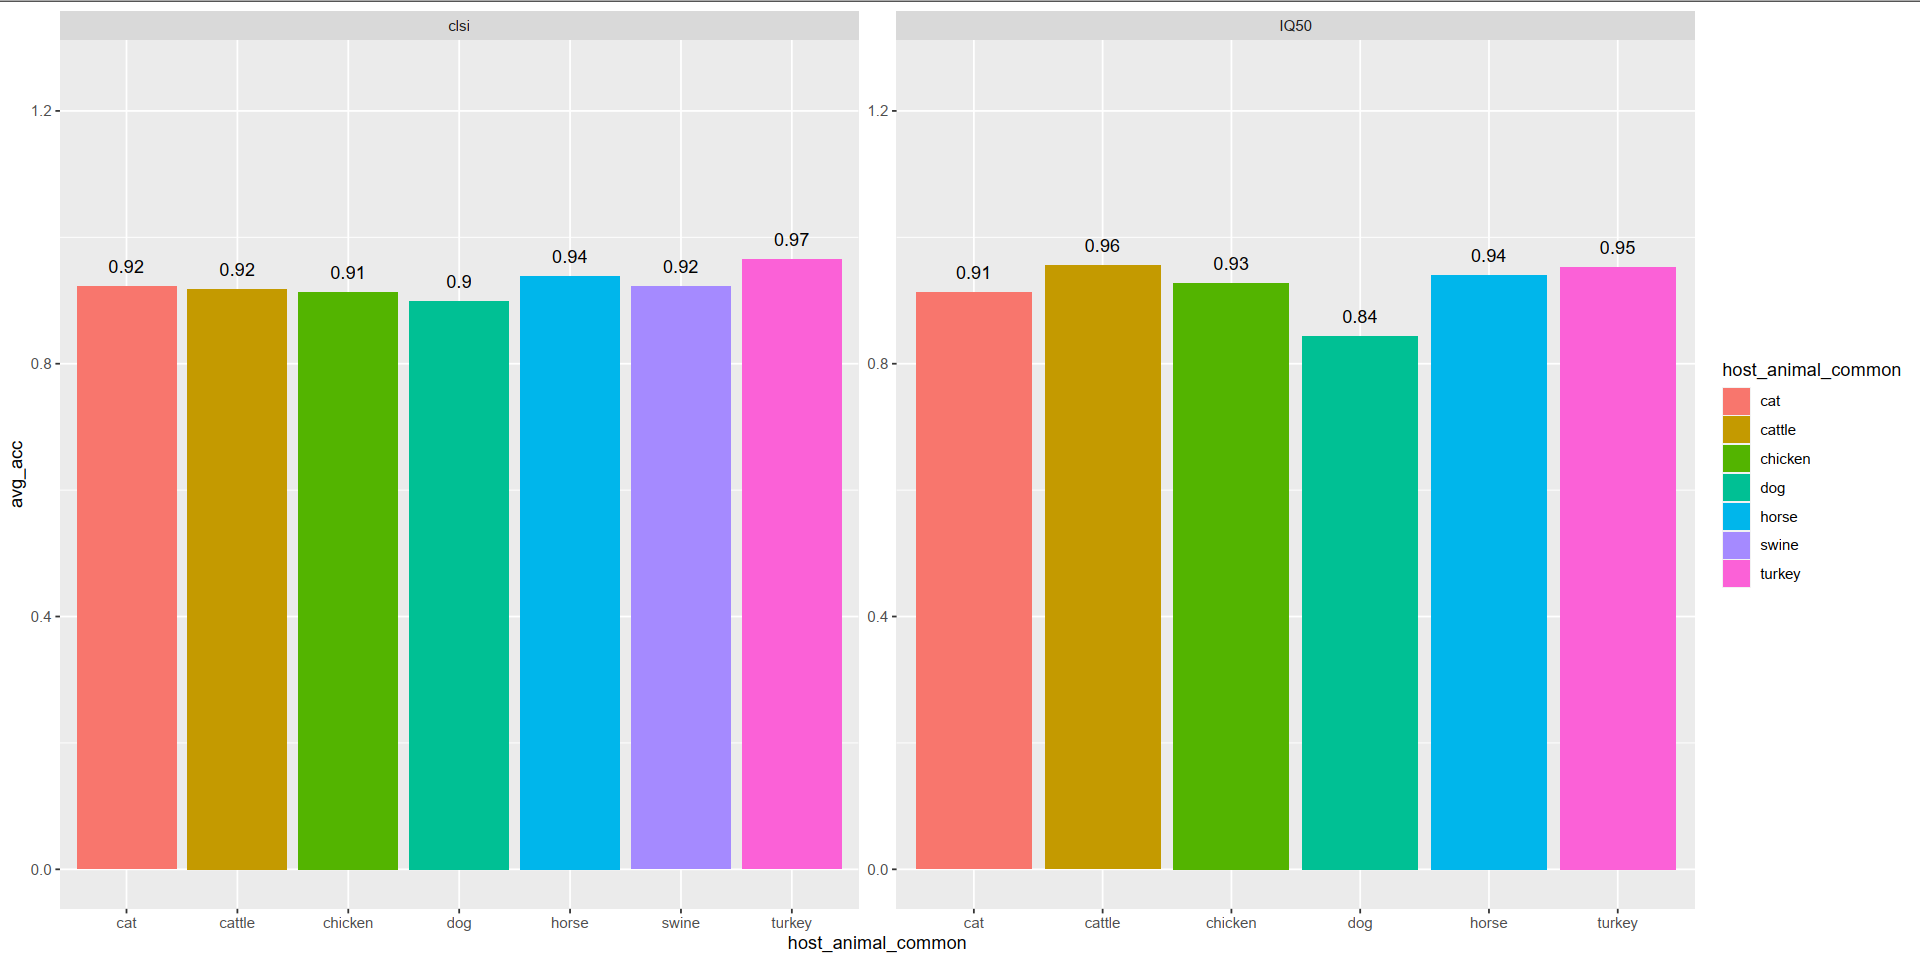 clsi
IQ50
avg_acc
1.2
0.8
0.4
0.0
0.92
0.92
0.91
0.9
0.94
0.92
0.97
cat
cattle
chicken
dog
horse
swine
turkey
1.2
0.8
0.4
0.0
0.91
0.96
0.93
0.84
0.94
0.95
cat
cattle
chicken
dog
horse
turkey
host_animal_common
host_animal_common
cat
cattle
chicken
dog
horse
swine
turkey